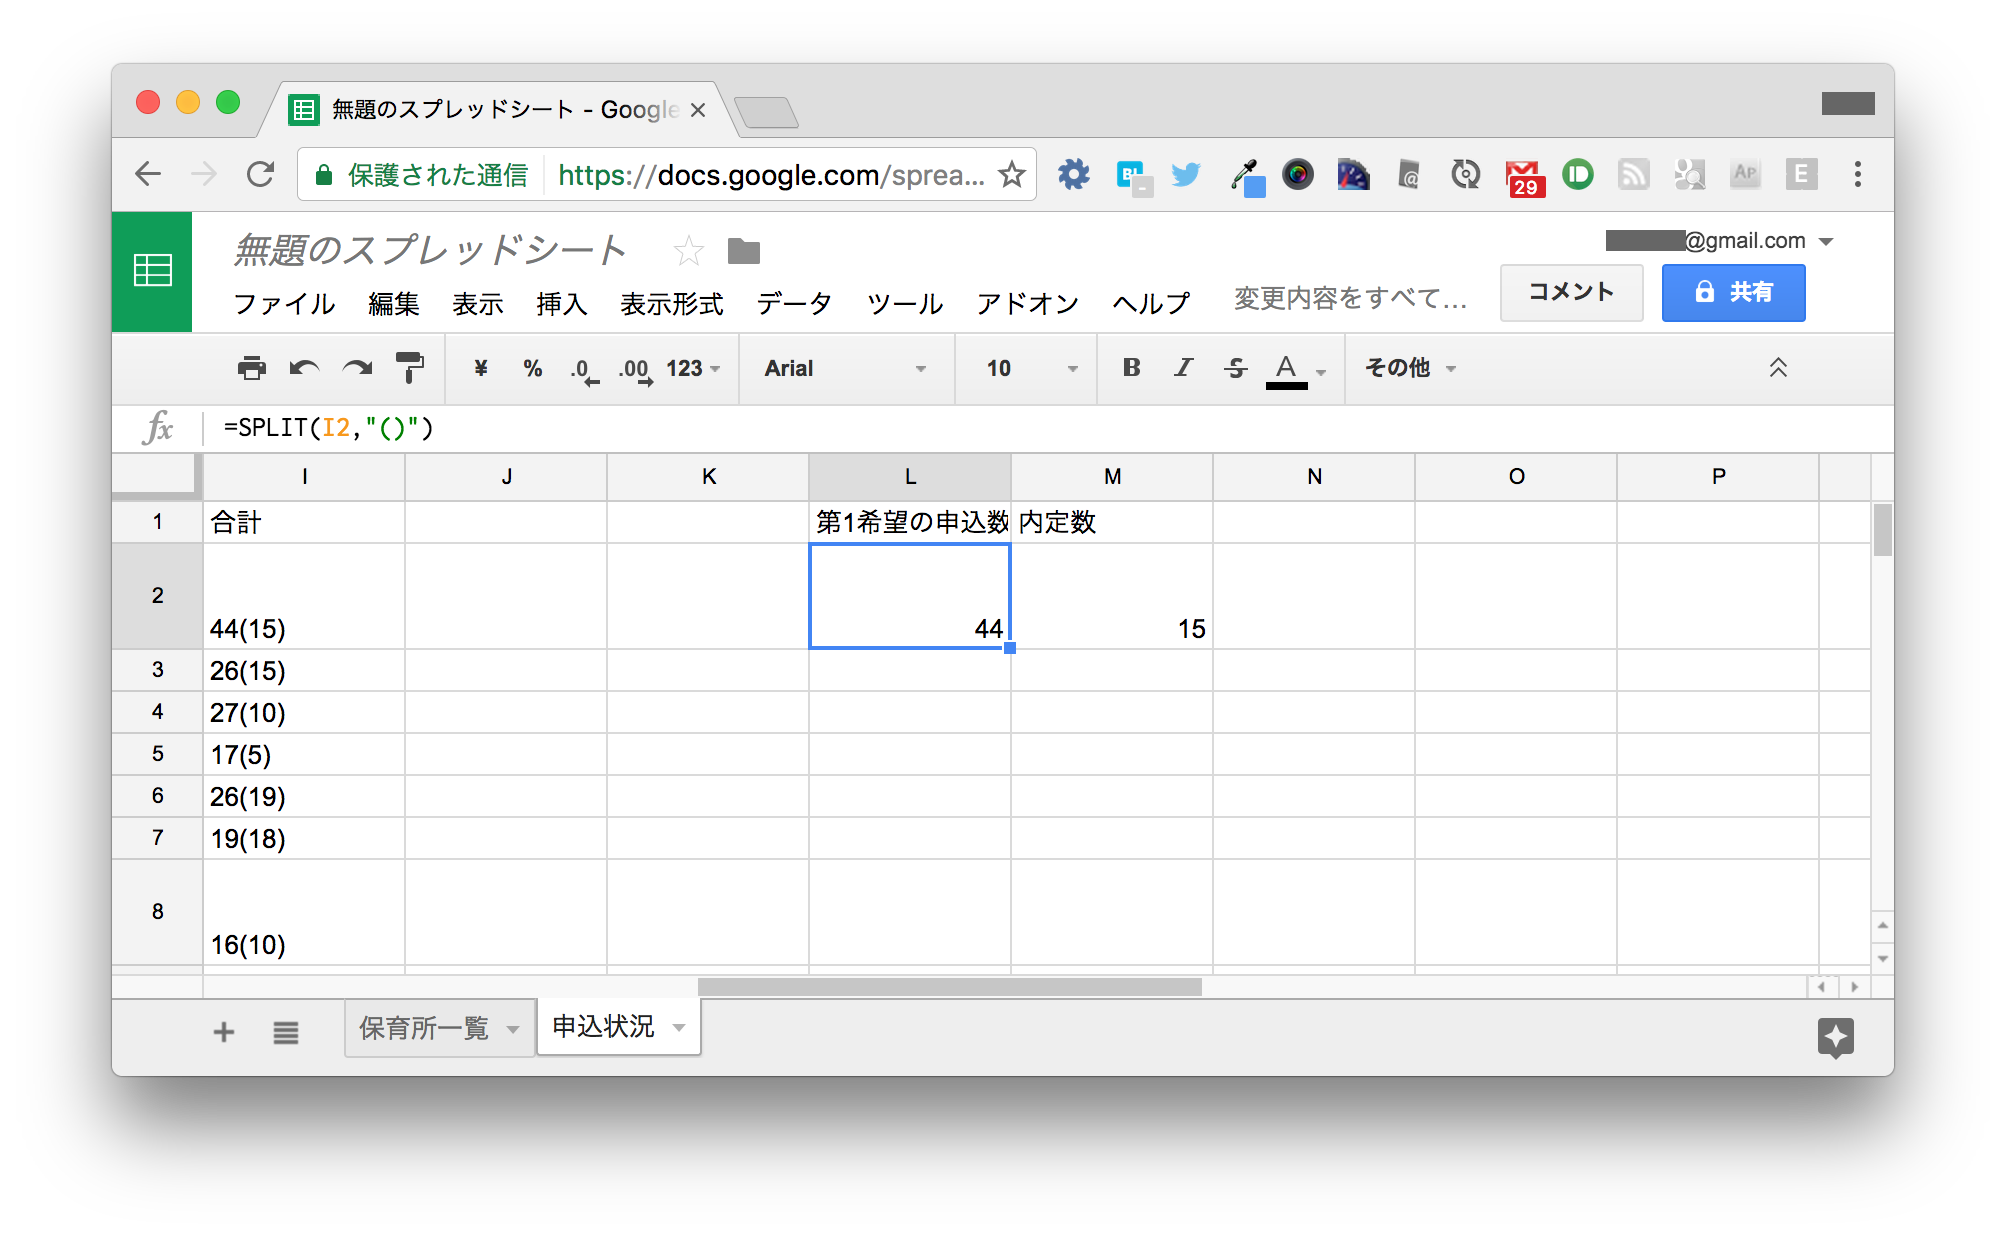 無題のスプレッドシート - Google
保護された通信 https://docs.google.com/sprea...
B! 29 AP E
無題のスプレッドシート
@gmail.com
ファイル 編集 表示 挿入 表示形式 データ ツール アドオン ヘルプ 変更内容をすべて... コメント 共有
¥ % .0 .00 123 Arial 10 B I S A その他
fx =SPLIT(I2,"()")
I J K L M N O P
1 合計 第1希望の申込数 内定数
2 44(15) 44 15
3 26(15)
4 27(10)
5 17(5)
6 26(19)
7 19(18)
8 16(10)
保育所一覧 申込状況